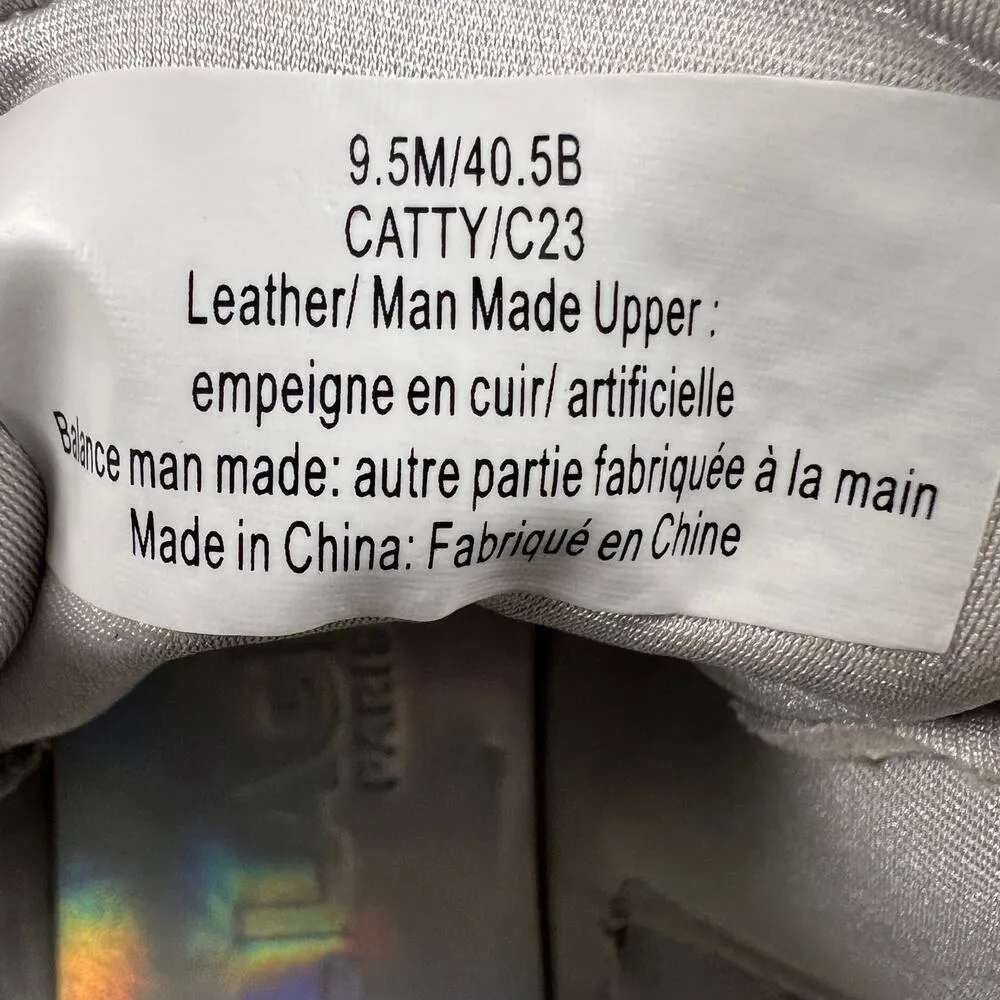 9.5M/40.5B
CATTY/C23
Leather/ Man Made Upper :
empeigne en cuir/ artificielle
Balance man made: autre partie fabriquée à la main
Made in China: Fabriqué en Chine